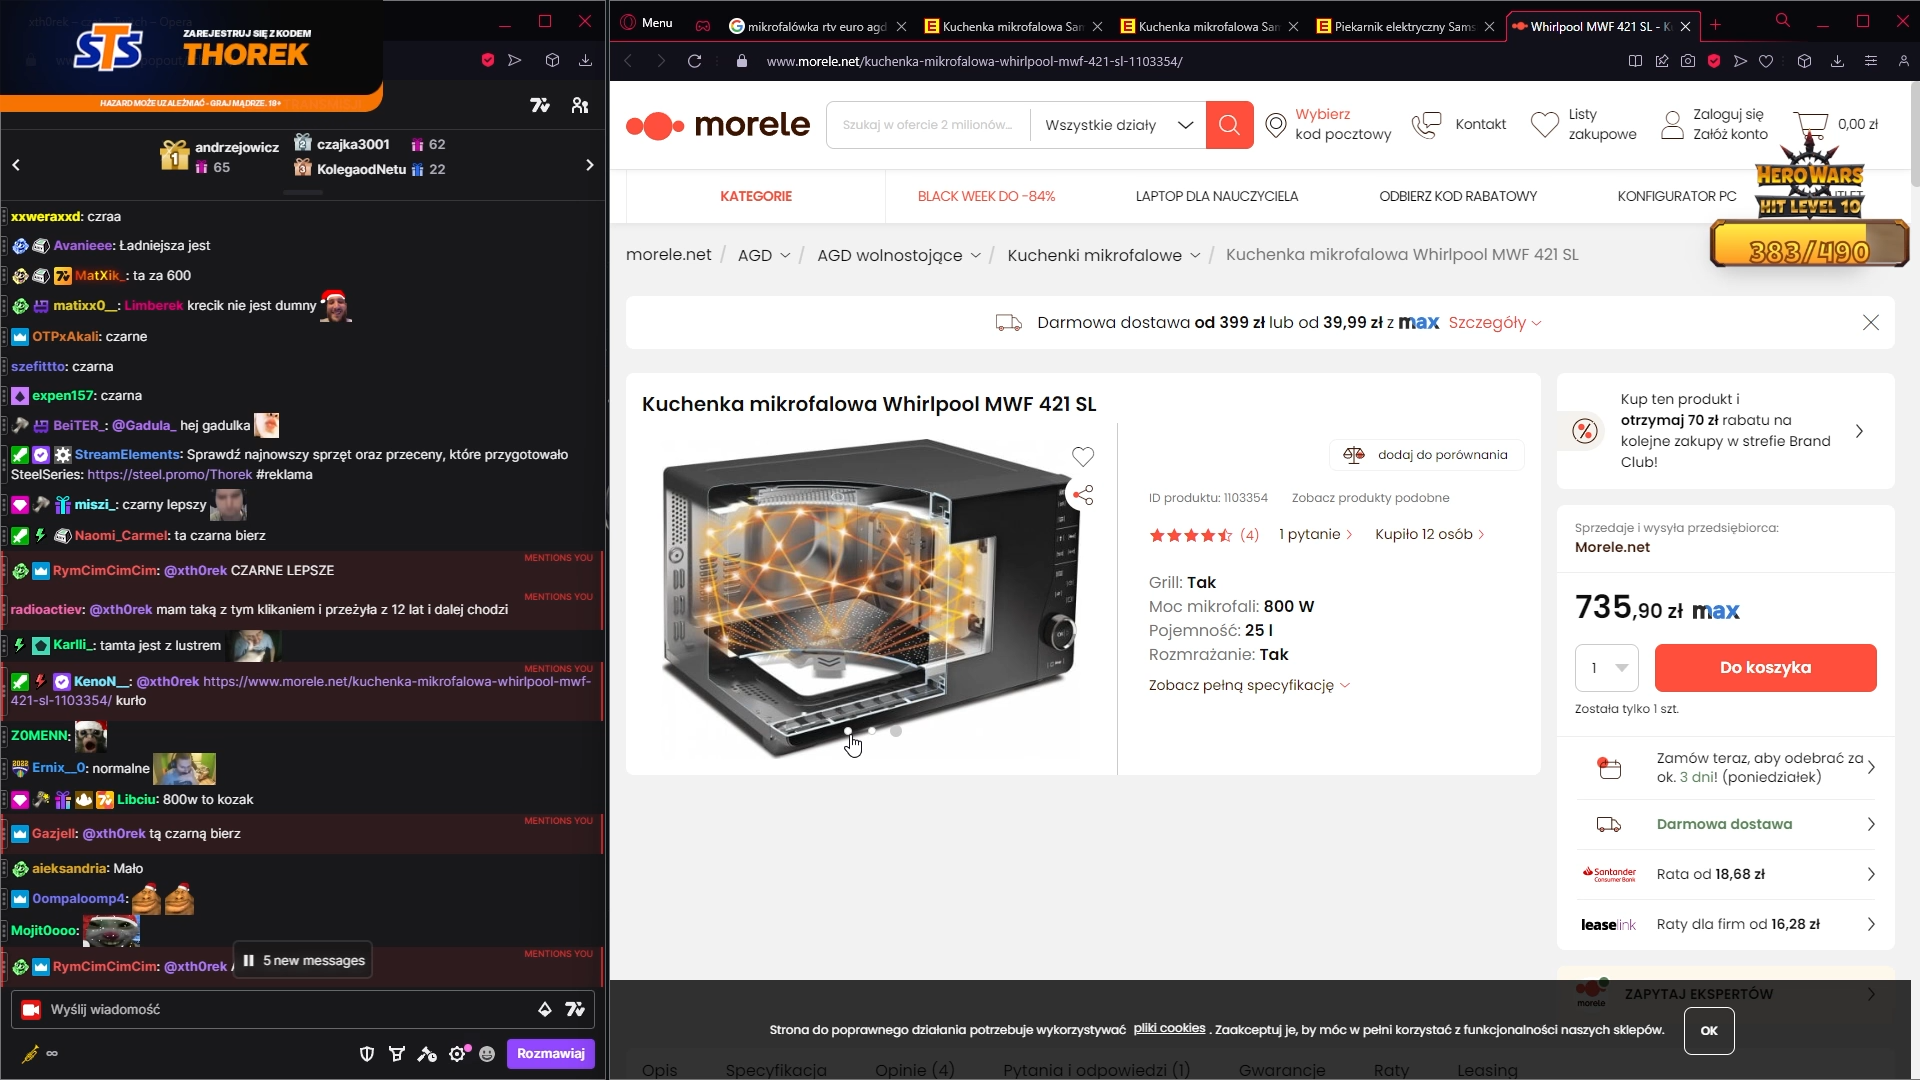 STS
ZAREJESTRUJ SIĘ Z KODEM
THOREK
HAZARD MOŻE UZALEŻNIAĆ - GRAJ MĄDRZE. 18+
andrzejowicz
65
czajka3001 62
KolegaodNetu 22
xxweraxxd: czraa
Avanieee: Ładniejsza jest
MatXik_: ta za 600
matixx0__: Limberek krecik nie jest dumny
OTPxAkali: czarne
szefittto: czarna
expen157: czarna
BeiTER_: @Gadula_ hej gadulka
StreamElements: Sprawdź najnowszy sprzęt oraz przeceny, które przygotowało
SteelSeries: https://steel.promo/Thorek #reklama
miszi_: czarny lepszy
Naomi_Carmel: ta czarna bierz
MENTIONS YOU
RymCimCimCim: @xth0rek CZARNE LEPSZE
MENTIONS YOU
radioactiev: @xth0rek mam taką z tym klikaniem i przeżyła z 12 lat i dalej chodzi
Karlli_: tamta jest z lustrem
MENTIONS YOU
KenoN__: @xth0rek https://www.morele.net/kuchenka-mikrofalowa-whirlpool-mwf-
421-sl-1103354/ kurło
Z0MENN:
Ernix__0: normalne
Libciu: 800w to kozak
MENTIONS YOU
Gazjell: @xth0rek tą czarną bierz
aieksandria: Mało
0ompaloomp4:
Mojit0ooo:
MENTIONS YOU
RymCimCimCim: @xth0rek
5 new messages
Wyślij wiadomość
Rozmawiaj
Menu
mikrofalówka rtv euro agd
Kuchenka mikrofalowa Sam
Kuchenka mikrofalowa Sam
Piekarnik elektryczny Sams
Whirlpool MWF 421 SL - K
www.morele.net/kuchenka-mikrofalowa-whirlpool-mwf-421-sl-1103354/
morele
Szukaj w ofercie 2 milionów...
Wszystkie działy
Wybierz
kod pocztowy
Kontakt
Listy
zakupowe
Zaloguj się
Załóż konto
0,00 zł
KATEGORIE
BLACK WEEK DO -84%
LAPTOP DLA NAUCZYCIELA
ODBIERZ KOD RABATOWY
KONFIGURATOR PC
HERO WARS
HIT LEVEL 10
383/490
morele.net / AGD / AGD wolnostojące / Kuchenki mikrofalowe / Kuchenka mikrofalowa Whirlpool MWF 421 SL
Darmowa dostawa od 399 zł lub od 39,99 zł z max Szczegóły
Kuchenka mikrofalowa Whirlpool MWF 421 SL
dodaj do porównania
ID produktu: 1103354
Zobacz produkty podobne
(4)
1 pytanie
Kupiło 12 osób
Grill: Tak
Moc mikrofali: 800 W
Pojemność: 25 l
Rozmrażanie: Tak
Zobacz pełną specyfikację
Kup ten produkt i
otrzymaj 70 zł rabatu na
kolejne zakupy w strefie Brand
Club!
Sprzedaje i wysyła przedsiębiorca:
Morele.net
735,90 zł max
1
Do koszyka
Została tylko 1 szt.
Zamów teraz, aby odebrać za
ok. 3 dni! (poniedziałek)
Darmowa dostawa
Santander
Consumer Bank
Rata od 18,68 zł
leaselink
Raty dla firm od 16,28 zł
morele
ZAPYTAJ EKSPERTÓW
Strona do poprawnego działania potrzebuje wykorzystywać pliki cookies . Zaakceptuj je, by móc w pełni korzystać z funkcjonalności naszych sklepów.
OK
Opis
Specyfikacja
Opinie (4)
Pytania i odpowiedzi (1)
Gwarancje
Raty
Leasing